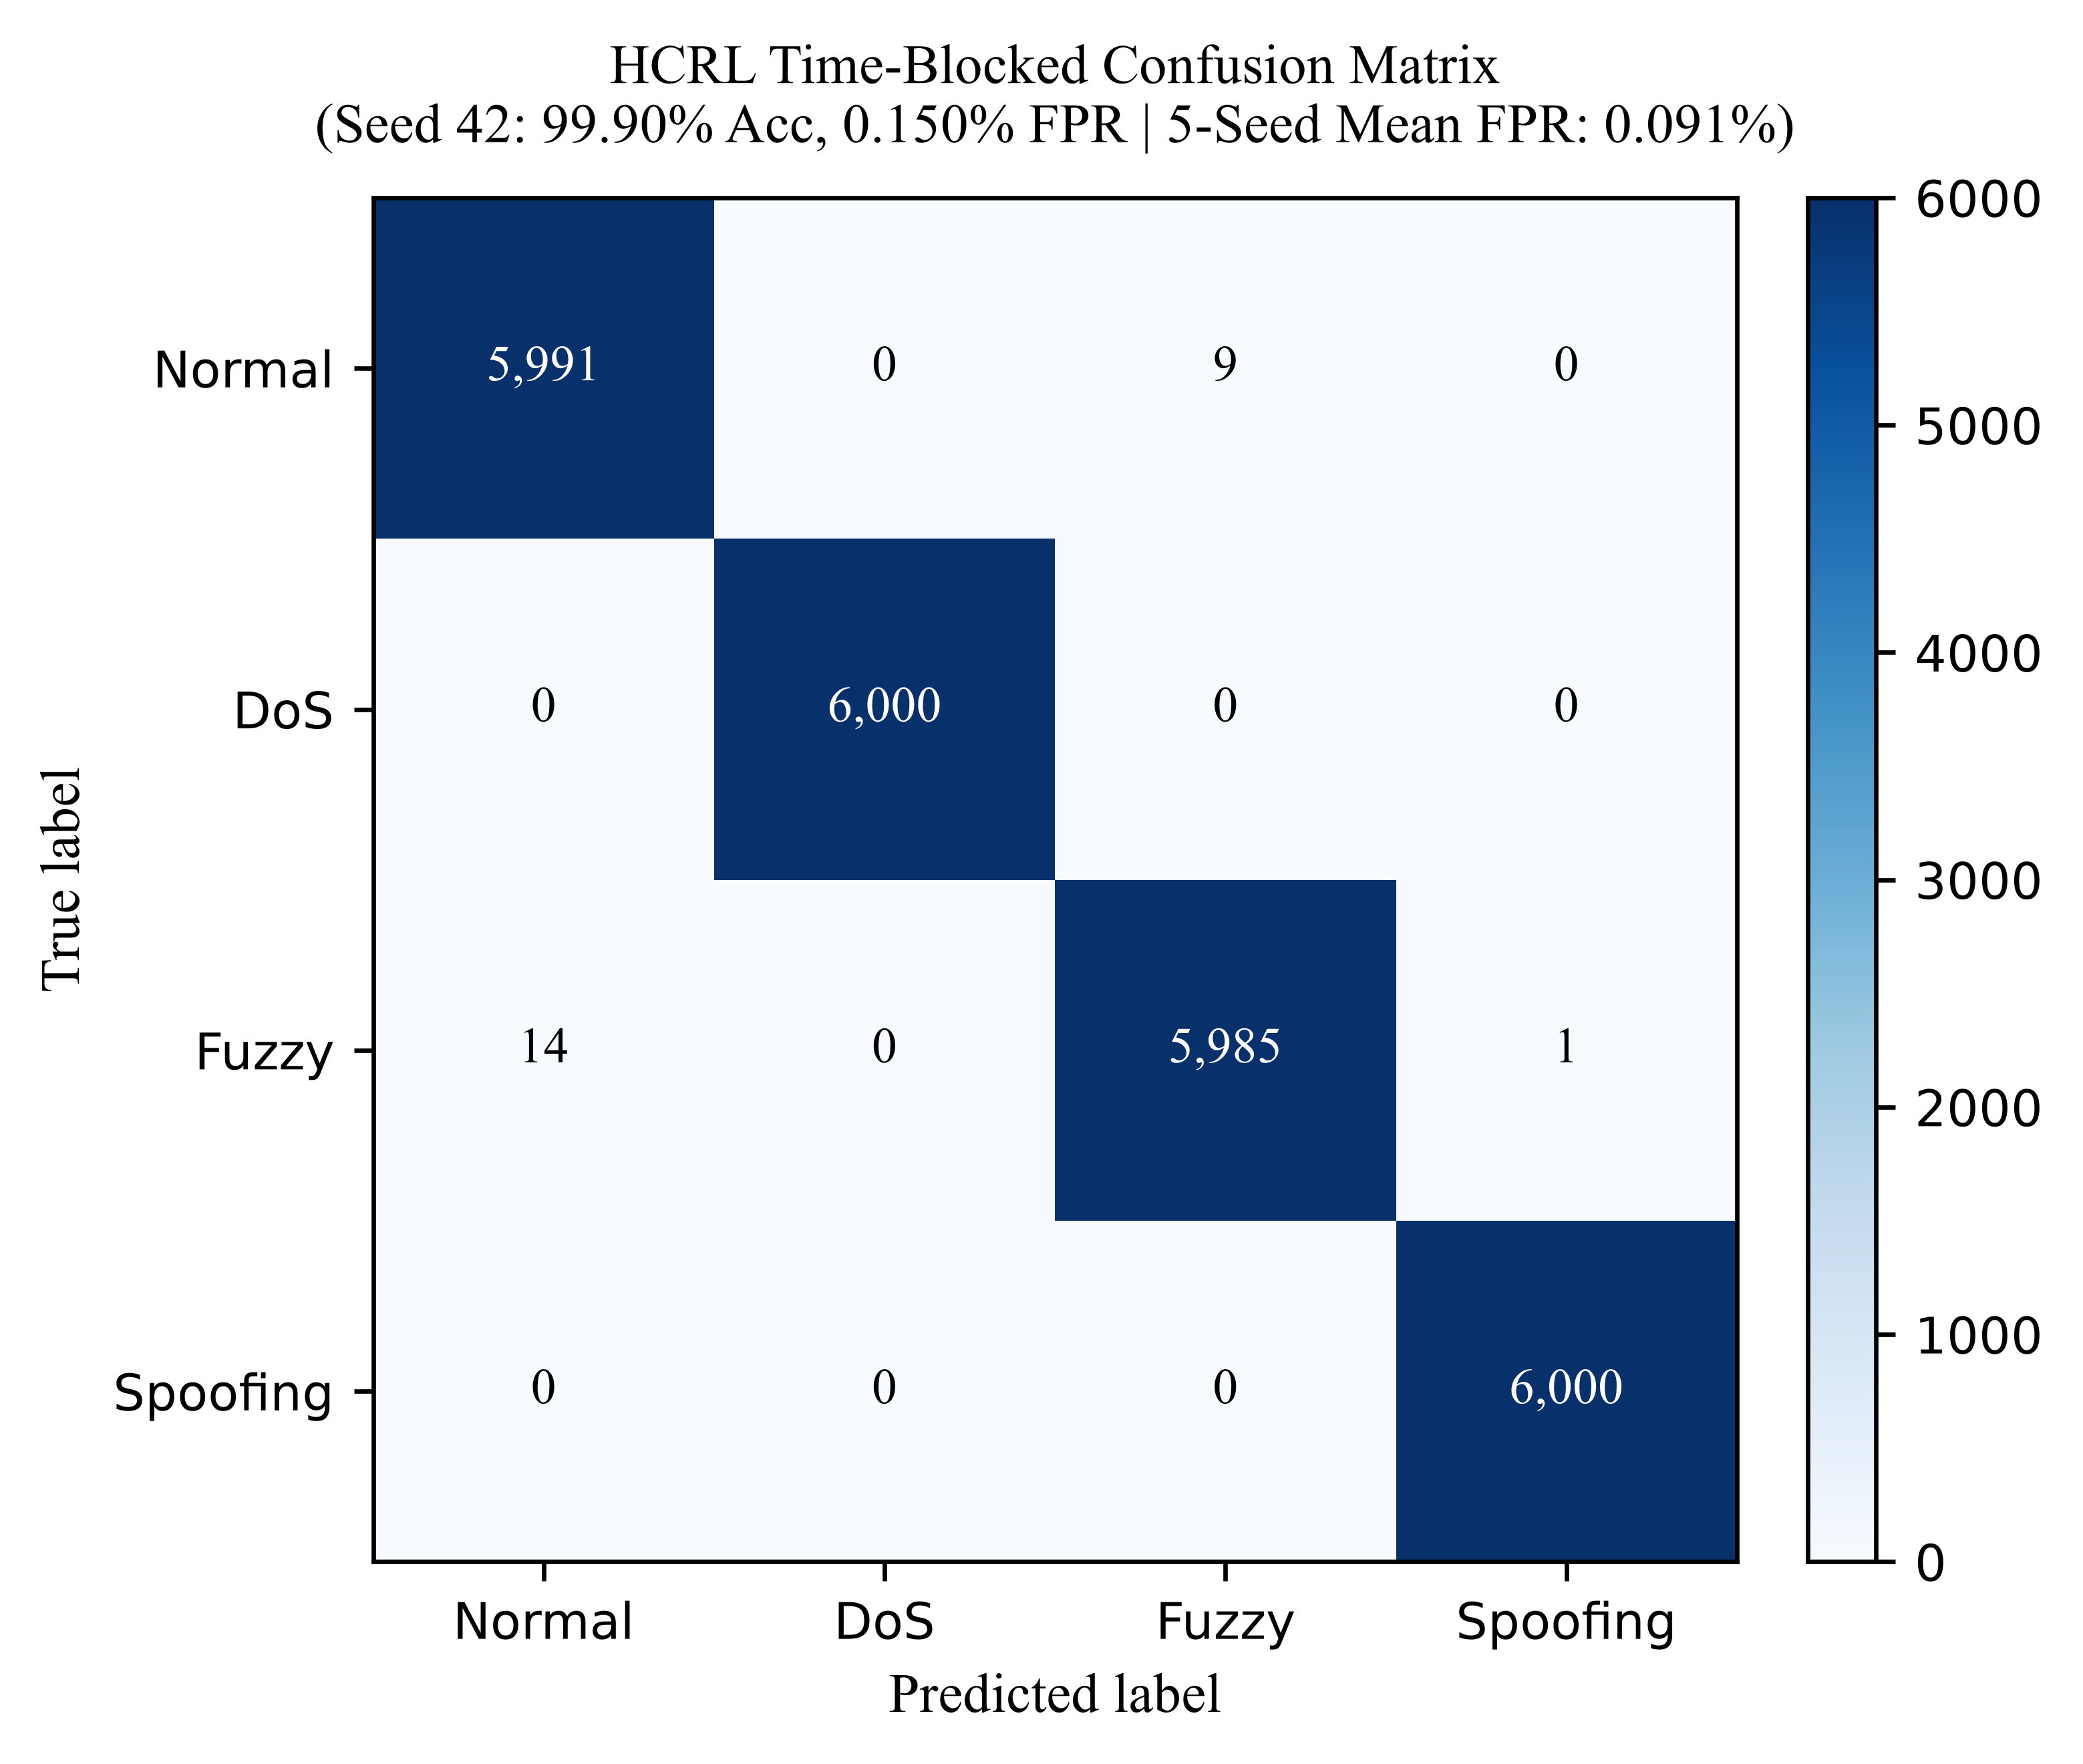 HCRL Time-Blocked Confusion Matrix
(Seed 42: 99.90% Acc, 0.150% FPR | 5-Seed Mean FPR: 0.091%)
True label
Normal 5,991 0 9 0
DoS 0 6,000 0 0
Fuzzy 14 0 5,985 1
Spoofing 0 0 0 6,000
Normal DoS Fuzzy Spoofing
Predicted label
6000
5000
4000
3000
2000
1000
0